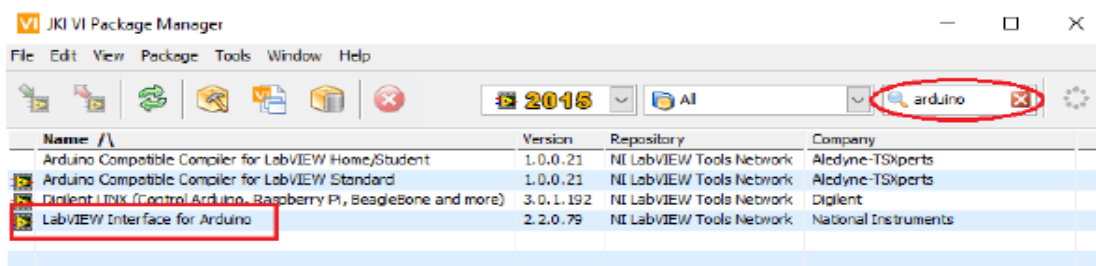 VI JKI VI Package Manager
File Edit View Package Tools Window Help
2015 All arduino
Name /\ Version Repository Company
Arduino Compatible Compiler for LabVIEW Home/Student 1.0.0.21 NI LabVIEW Tools Network Aledyne-TSXperts
Arduino Compatible Compiler for LabVIEW Standard 1.0.0.21 NI LabVIEW Tools Network Aledyne-TSXperts
Digilent LINX (Control Arduino, Raspberry Pi, BeagleBone and more) 3.0.1.192 NI LabVIEW Tools Network Digilent
LabVIEW Interface for Arduino 2.2.0.79 NI LabVIEW Tools Network National Instruments